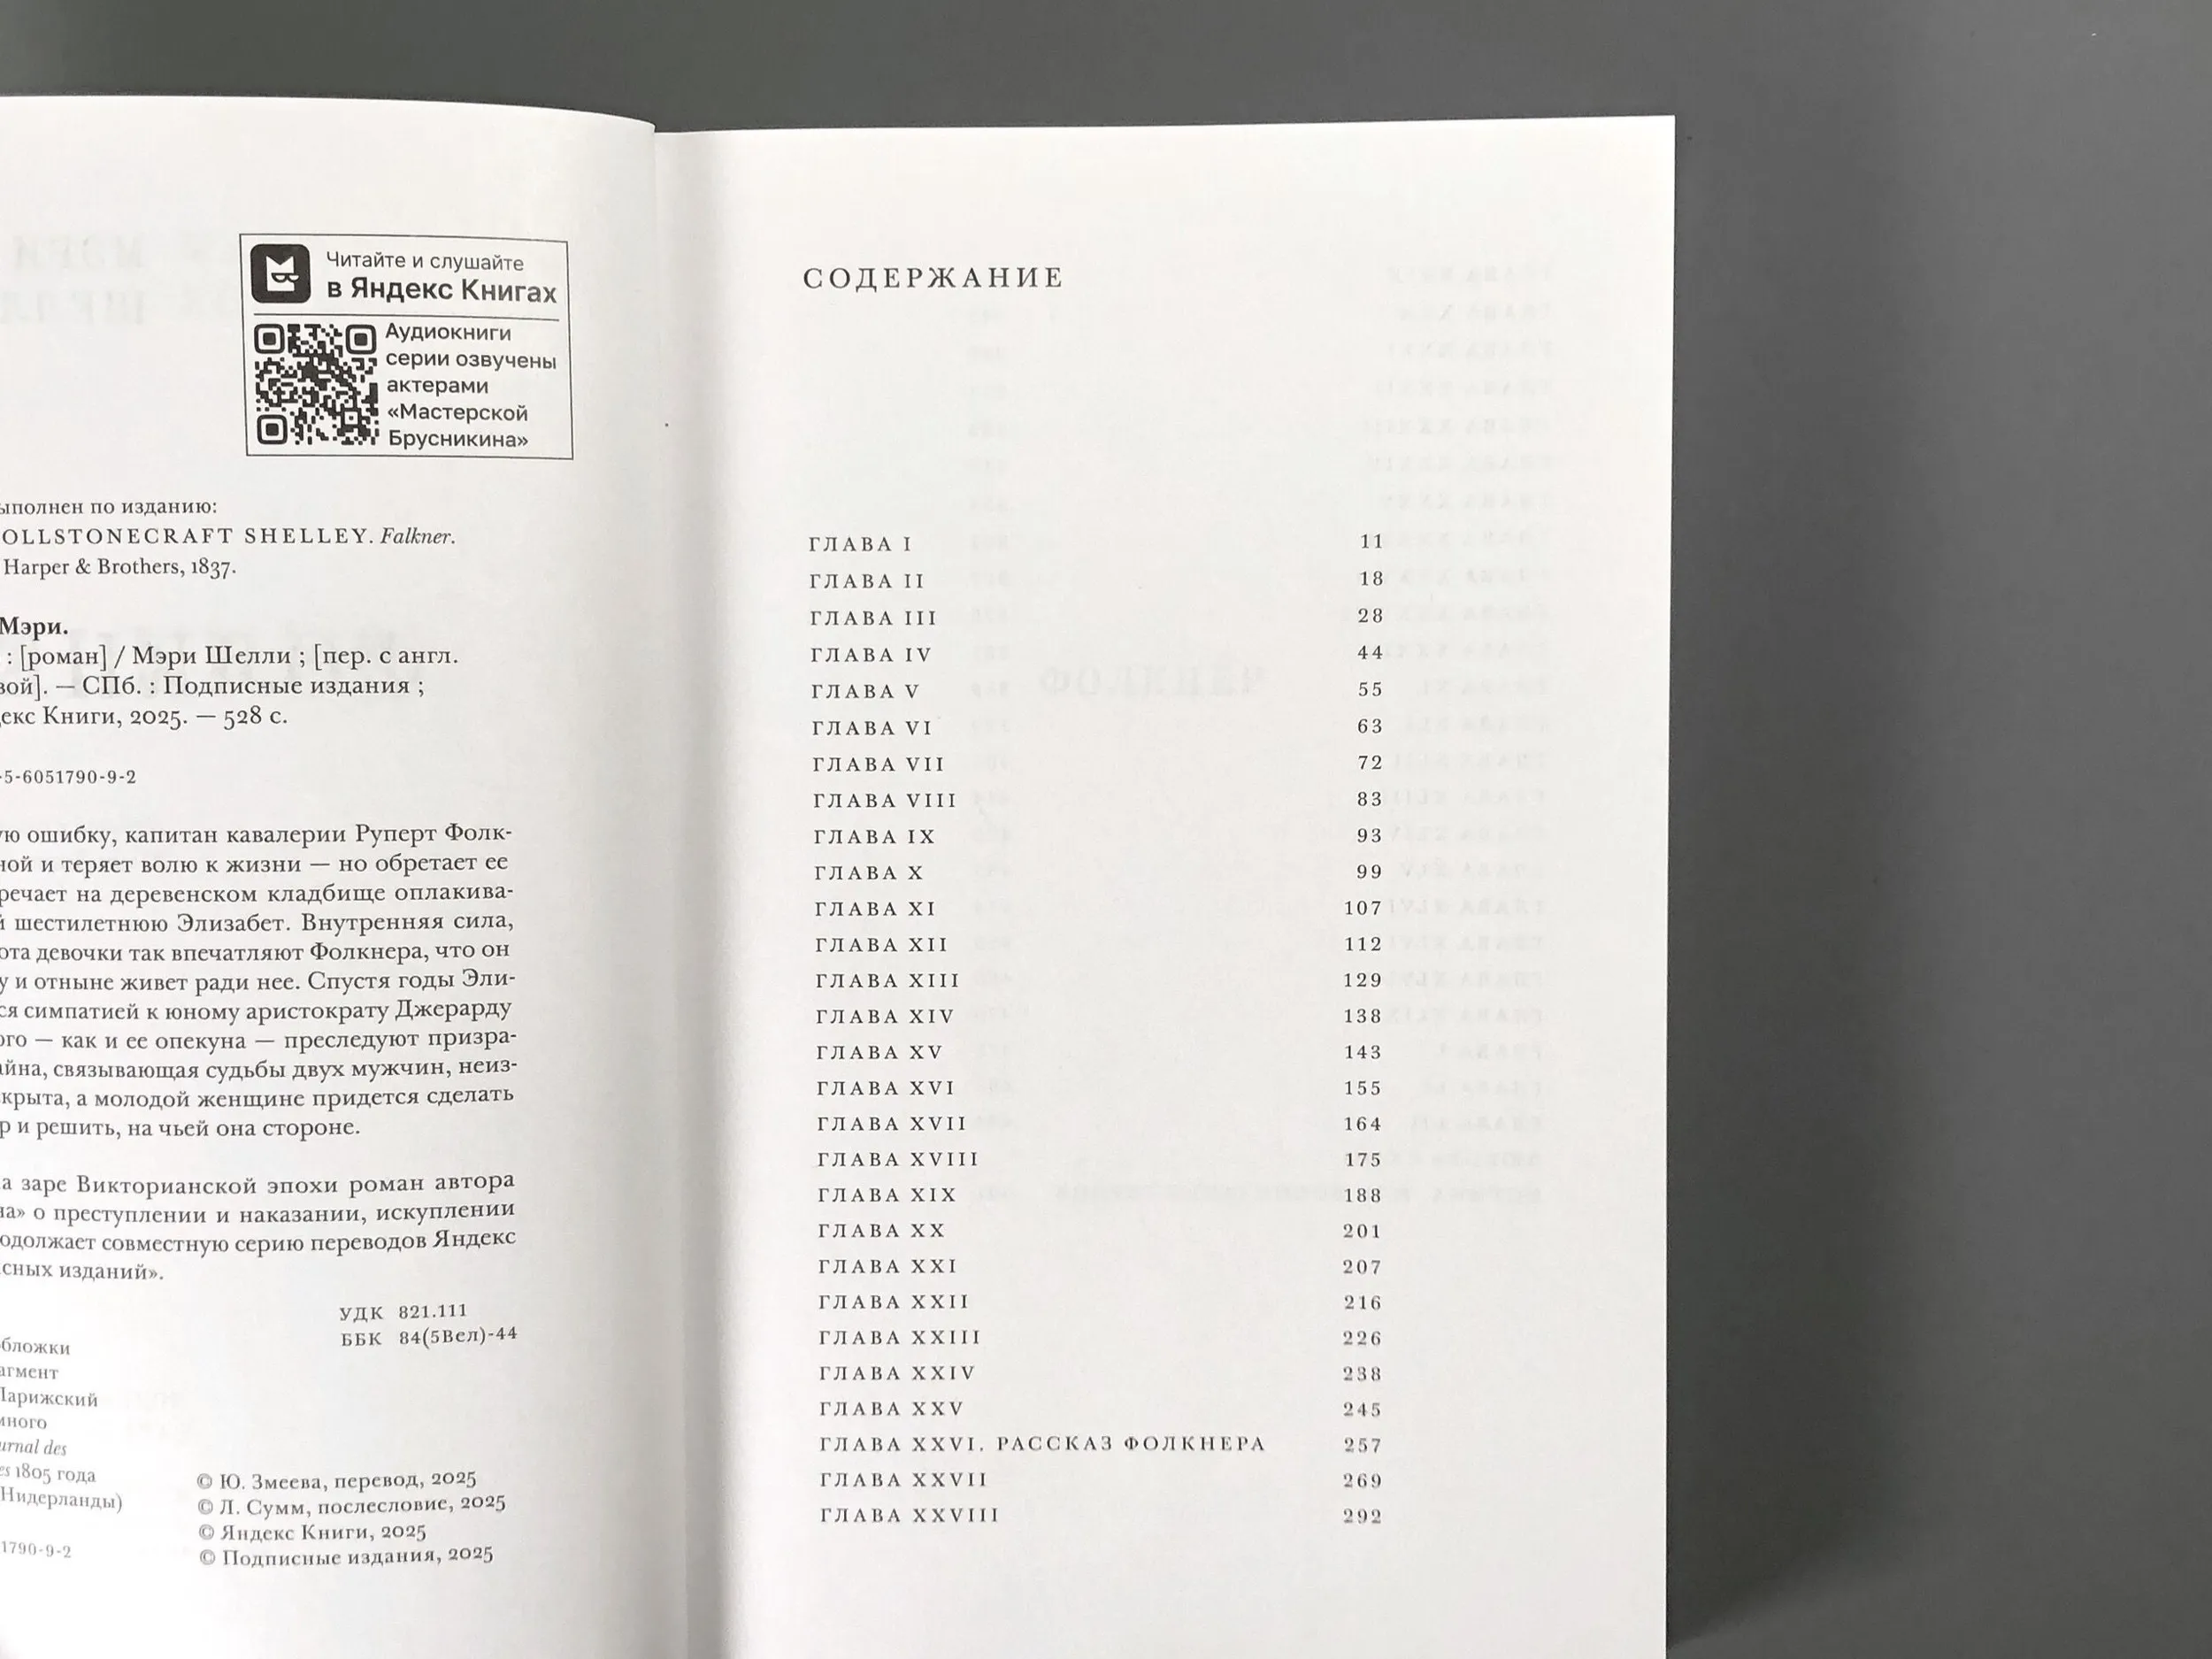 Читайте и слушайте
в Яндекс Книгах
Аудиокниги
серии озвучены
актерами
«Мастерской
Брусникина»
ыполнен по изданию:
OLLSTONECRAFT SHELLEY. Falkner.
Harper & Brothers, 1837.
Мэри.
: [роман] / Мэри Шелли ; [пер. с англ.
вой]. — СПб. : Подписные издания ;
екс Книги, 2025. — 528 с.
-5-6051790-9-2
ую ошибку, капитан кавалерии Руперт Фолк-
ной и теряет волю к жизни — но обретает ее
речает на деревенском кладбище оплакива-
й шестилетнюю Элизабет. Внутренняя сила,
ота девочки так впечатляют Фолкнера, что он
у и отныне живет ради нее. Спустя годы Эли-
ся симпатией к юному аристократу Джерарду
ого — как и ее опекуна — преследуют призра-
айна, связывающая судьбы двух мужчин, неиз-
крыта, а молодой женщине придется сделать
р и решить, на чьей она стороне.
а заре Викторианской эпохи роман автора
на» о преступлении и наказании, искуплении
одолжает совместную серию переводов Яндекс
сных изданий».
УДК 821.111
ББК 84(5Вел)-44
бложки
агмент
Парижский
много
urnal des
es 1805 года
Нидерланды)
1790-9-2
© Ю. Змеева, перевод, 2025
© Л. Сумм, послесловие, 2025
© Яндекс Книги, 2025
© Подписные издания, 2025
СОДЕРЖАНИЕ
ГЛАВА I 11
ГЛАВА II 18
ГЛАВА III 28
ГЛАВА IV 44
ГЛАВА V 55
ГЛАВА VI 63
ГЛАВА VII 72
ГЛАВА VIII 83
ГЛАВА IX 93
ГЛАВА X 99
ГЛАВА XI 107
ГЛАВА XII 112
ГЛАВА XIII 129
ГЛАВА XIV 138
ГЛАВА XV 143
ГЛАВА XVI 155
ГЛАВА XVII 164
ГЛАВА XVIII 175
ГЛАВА XIX 188
ГЛАВА XX 201
ГЛАВА XXI 207
ГЛАВА XXII 216
ГЛАВА XXIII 226
ГЛАВА XXIV 238
ГЛАВА XXV 245
ГЛАВА XXVI. РАССКАЗ ФОЛКНЕРА 257
ГЛАВА XXVII 269
ГЛАВА XXVIII 292